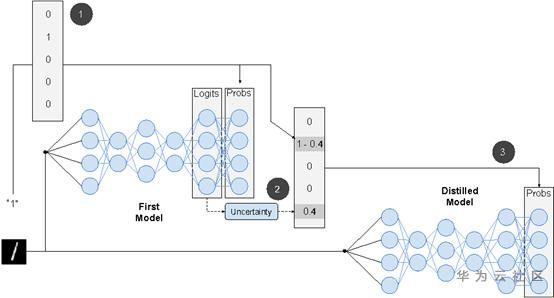 0
1
0
0
0
1
Logits
Probs
0
1 - 0.4
0
0
0.4
2
3
First
Model
Uncertainty
"1"
Distilled
Model
Probs
华为云社区